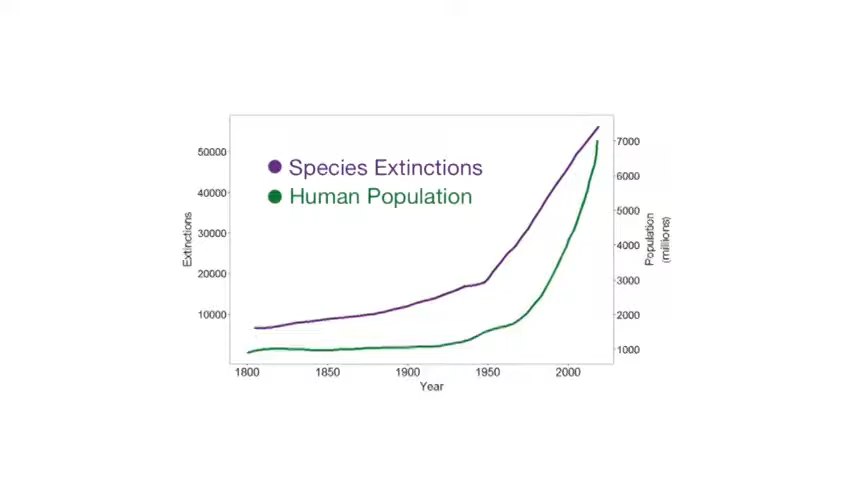 Species Extinctions
Human Population
50000
40000
30000
20000
10000
Extinctions
7000
6000
5000
4000
3000
2000
1000
Population
(millions)
1800 1850 1900 1950 2000
Year